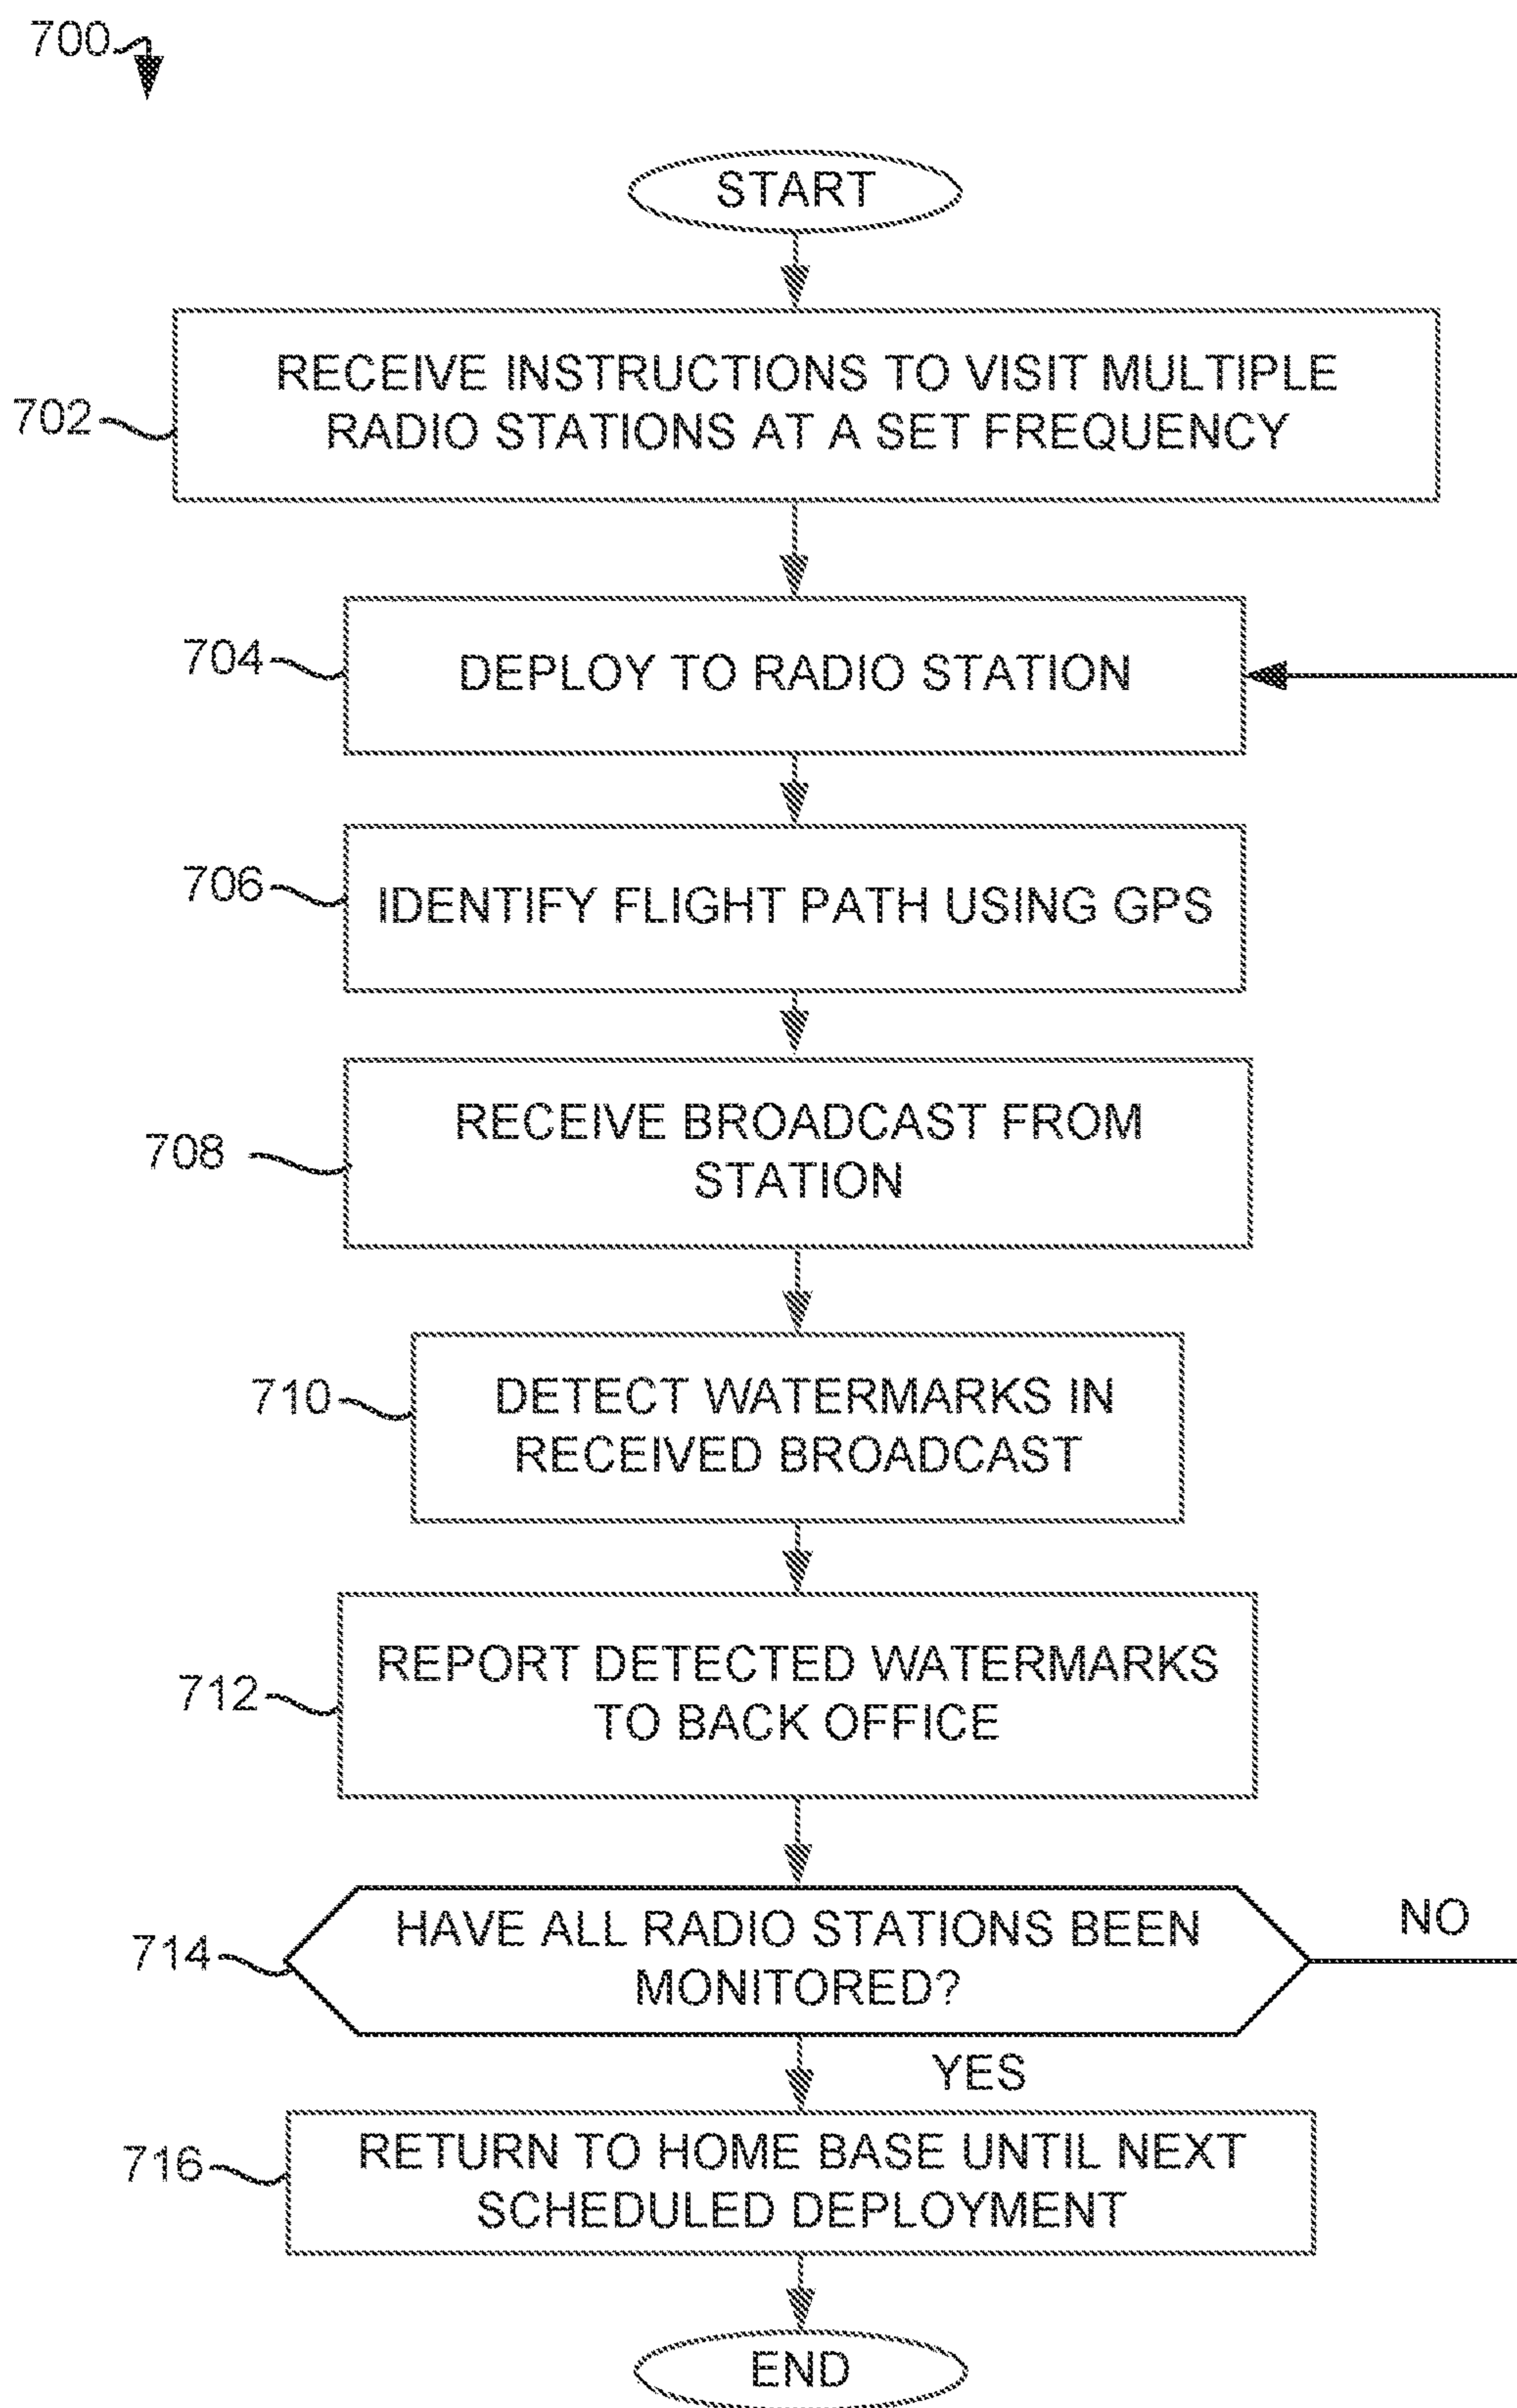 700
START
702
RECEIVE INSTRUCTIONS TO VISIT MULTIPLE
RADIO STATIONS AT A SET FREQUENCY
704
DEPLOY TO RADIO STATION
706
IDENTIFY FLIGHT PATH USING GPS
708
RECEIVE BROADCAST FROM
STATION
710
DETECT WATERMARKS IN
RECEIVED BROADCAST
712
REPORT DETECTED WATERMARKS
TO BACK OFFICE
714
HAVE ALL RADIO STATIONS BEEN
MONITORED?
NO
YES
716
RETURN TO HOME BASE UNTIL NEXT
SCHEDULED DEPLOYMENT
END